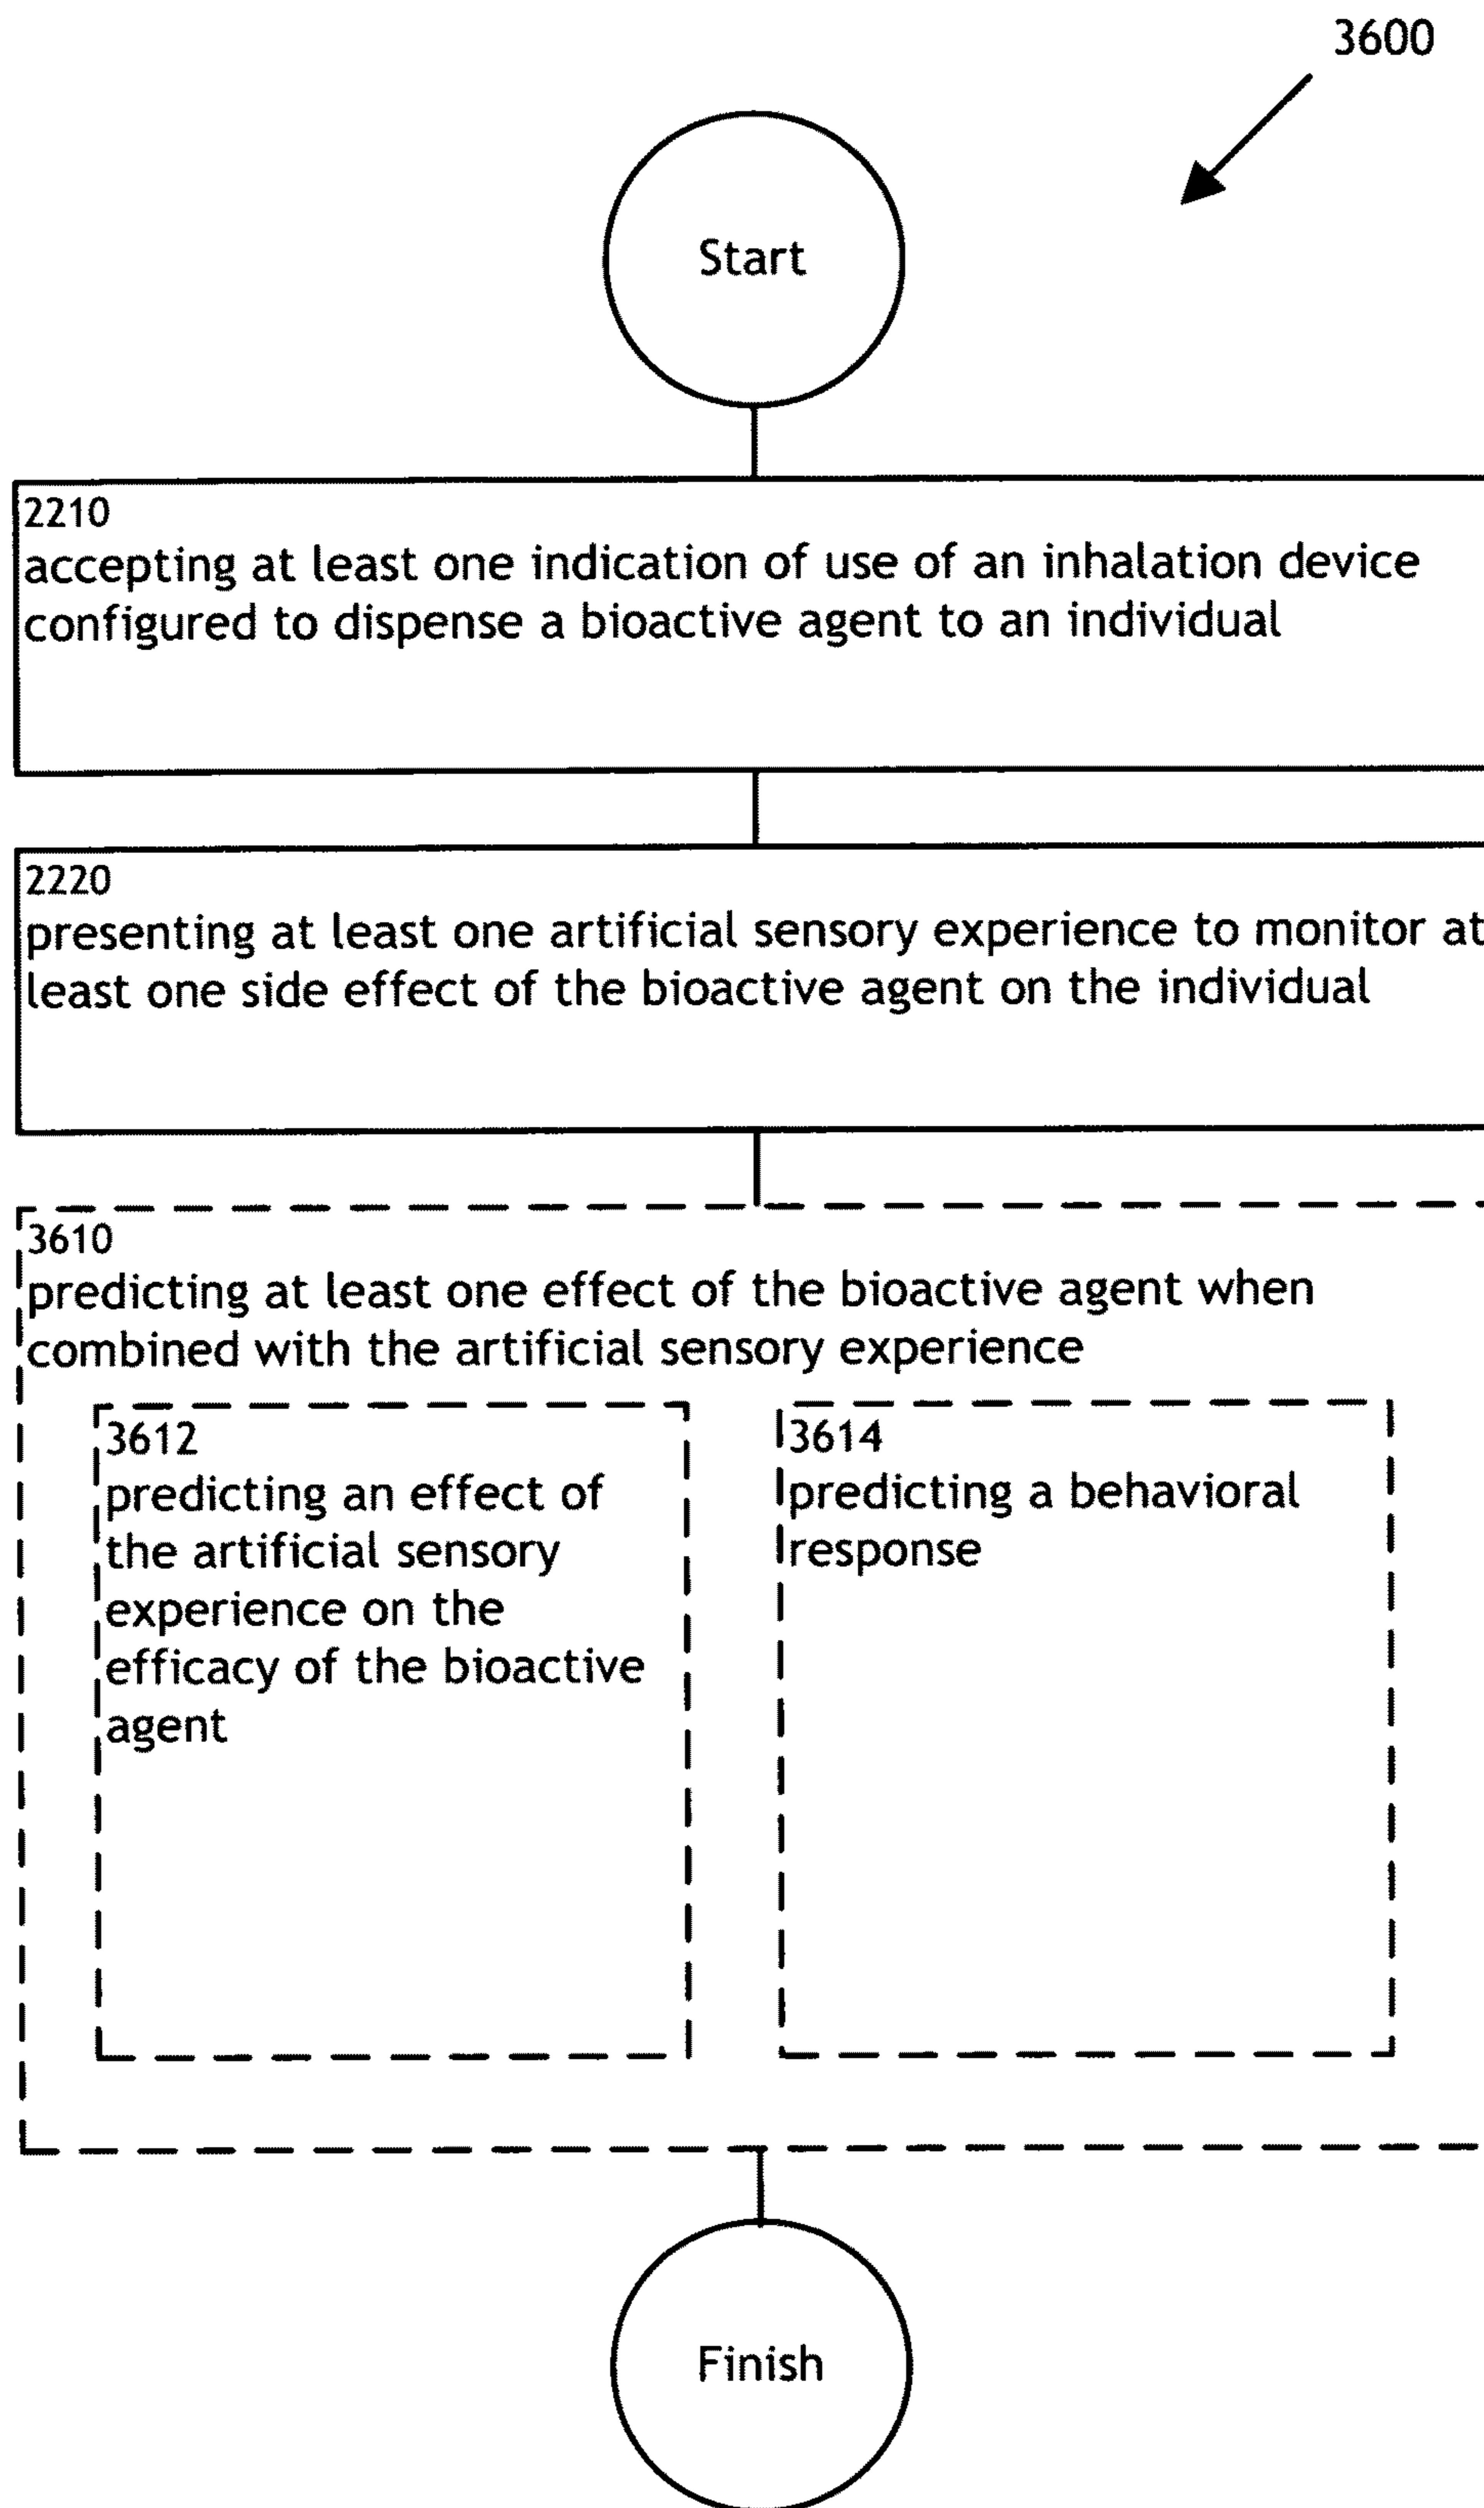 3600
Start
2210
accepting at least one indication of use of an inhalation device
configured to dispense a bioactive agent to an individual
2220
presenting at least one artificial sensory experience to monitor at
least one side effect of the bioactive agent on the individual
3610
predicting at least one effect of the bioactive agent when
combined with the artificial sensory experience
3612
predicting an effect of
the artificial sensory
experience on the
efficacy of the bioactive
agent
3614
predicting a behavioral
response
Finish